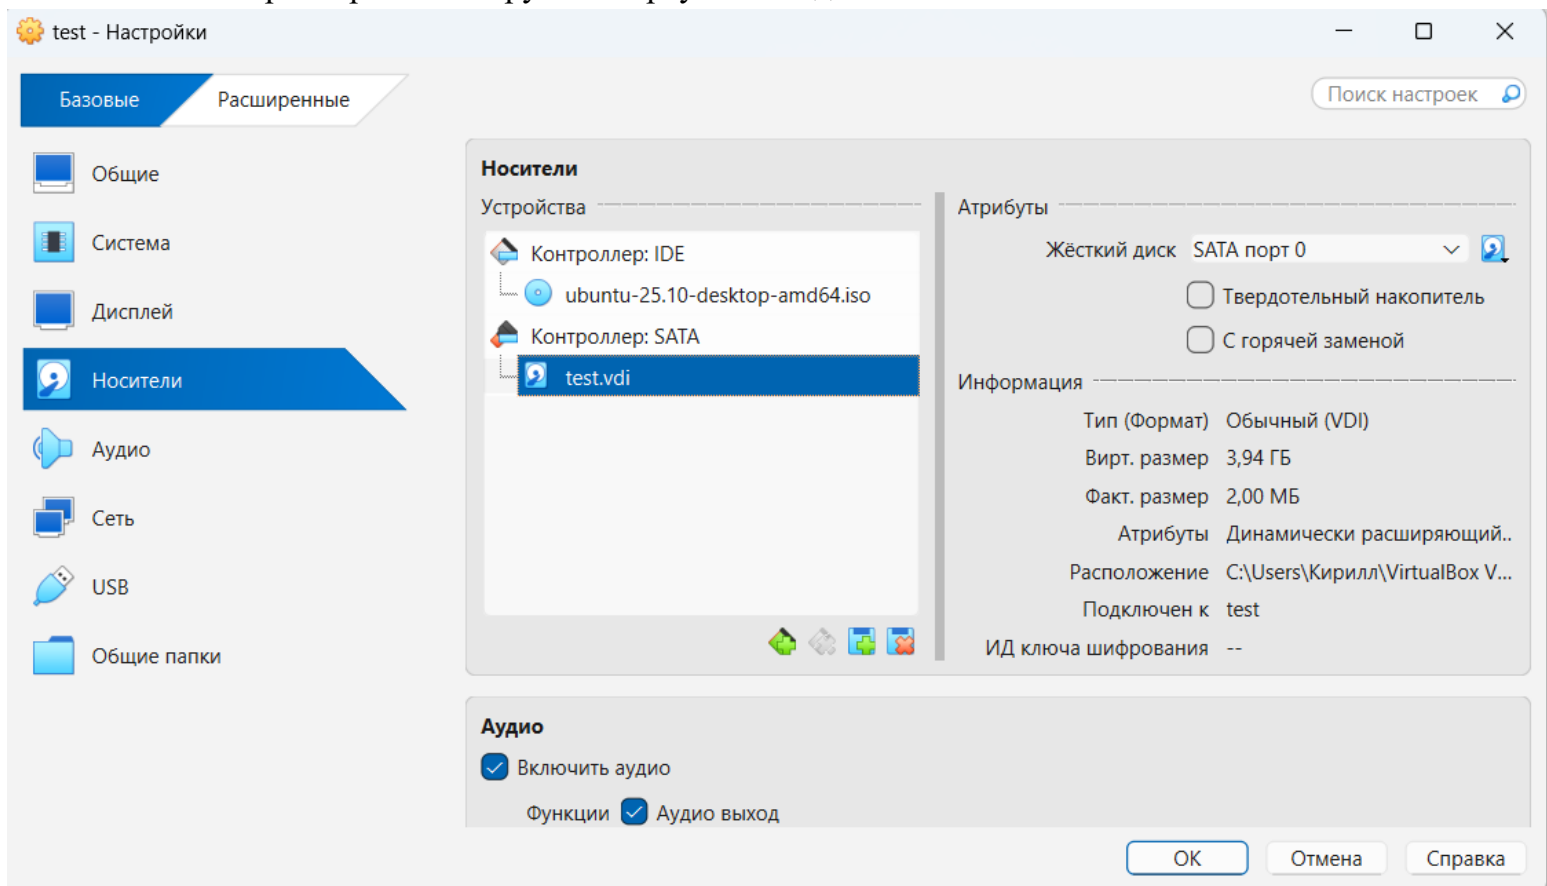 test - Настройки
Базовые
Расширенные
Поиск настроек
Общие
Система
Дисплей
Носители
Аудио
Сеть
USB
Общие папки
Носители
Устройства
Контроллер: IDE
ubuntu-25.10-desktop-amd64.iso
Контроллер: SATA
test.vdi
Атрибуты
Жёсткий диск SATA порт 0
Твердотельный накопитель
С горячей заменой
Информация
Тип (Формат) Обычный (VDI)
Вирт. размер 3,94 ГБ
Факт. размер 2,00 МБ
Атрибуты Динамически расширяющий..
Расположение C:\Users\Кирилл\VirtualBox V...
Подключен к test
ИД ключа шифрования --
Аудио
Включить аудио
Функции Аудио выход
OK
Отмена
Справка